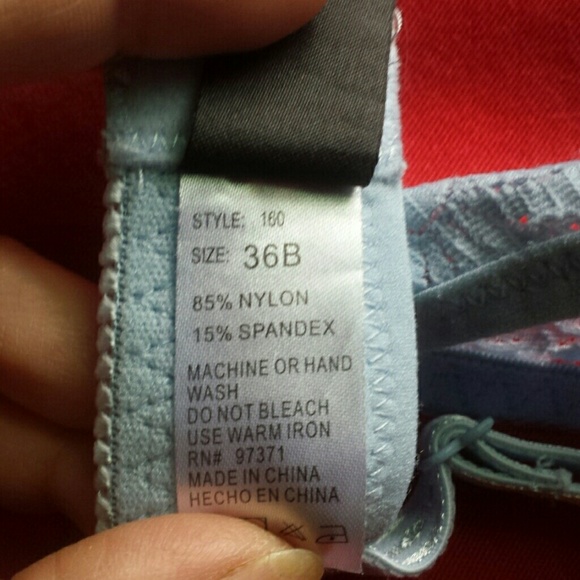 STYLE: 160
SIZE: 36B
85% NYLON
15% SPANDEX
MACHINE OR HAND
WASH
DO NOT BLEACH
USE WARM IRON
RN# 97371
MADE IN CHINA
HECHO EN CHINA